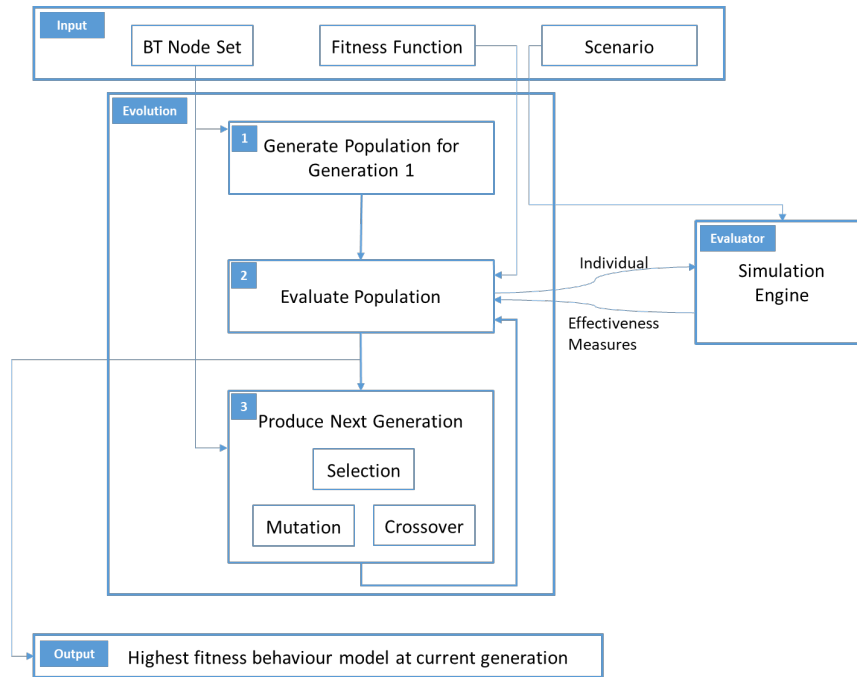 Input
BT Node Set
Fitness Function
Scenario
Evolution
1
Generate Population for
Generation 1
2
Evaluate Population
Individual
Effectiveness
Measures
Evaluator
Simulation
Engine
3
Produce Next Generation
Selection
Mutation
Crossover
Output
Highest fitness behaviour model at current generation